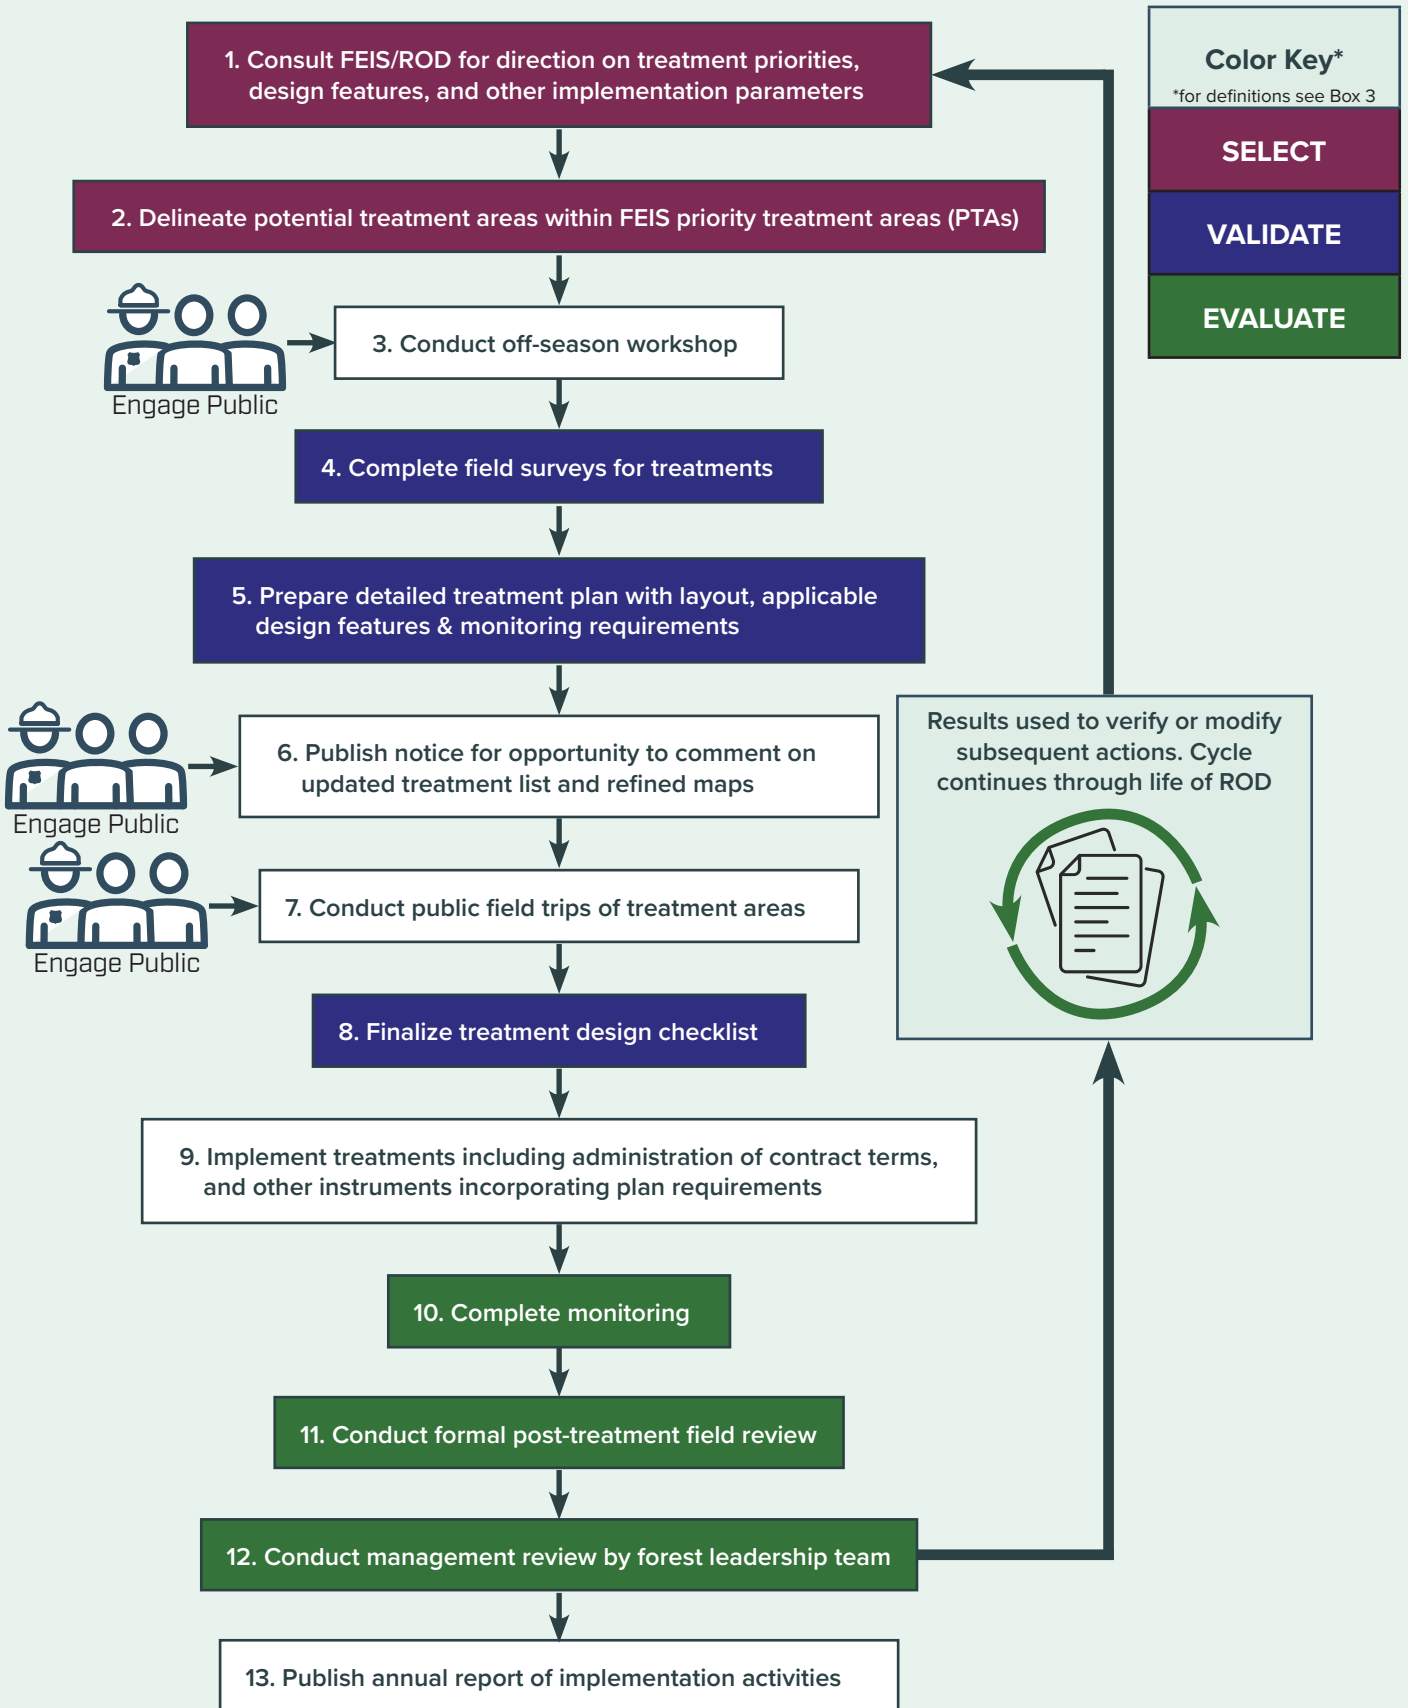 1. Consult FEIS/ROD for direction on treatment priorities,
design features, and other implementation parameters
Color Key*
*for definitions see Box 3
SELECT
VALIDATE
EVALUATE
2. Delineate potential treatment areas within FEIS priority treatment areas (PTAs)
3. Conduct off-season workshop
Engage Public
4. Complete field surveys for treatments
5. Prepare detailed treatment plan with layout, applicable
design features & monitoring requirements
6. Publish notice for opportunity to comment on
updated treatment list and refined maps
Engage Public
7. Conduct public field trips of treatment areas
Engage Public
Results used to verify or modify
subsequent actions. Cycle
continues through life of ROD
8. Finalize treatment design checklist
9. Implement treatments including administration of contract terms,
and other instruments incorporating plan requirements
10. Complete monitoring
11. Conduct formal post-treatment field review
12. Conduct management review by forest leadership team
13. Publish annual report of implementation activities